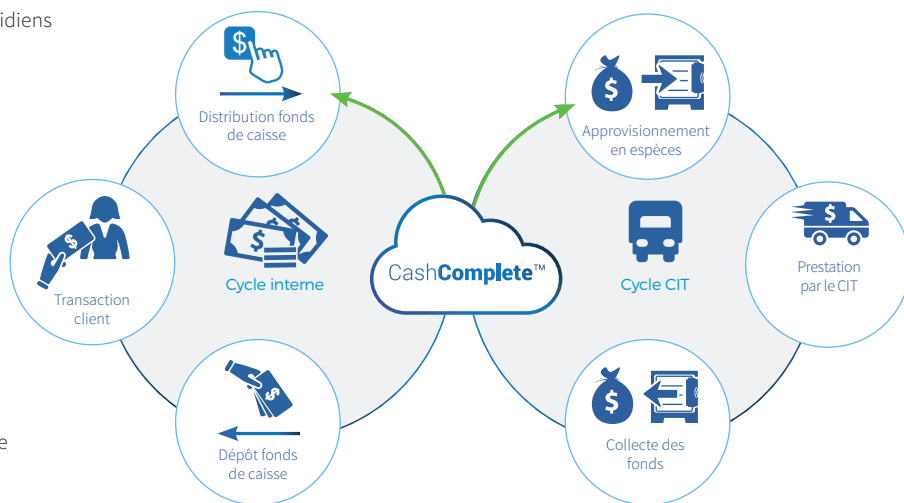 idiens
$
Distribution fonds
de caisse
$
Approvisionnement
en espèces
$
Transaction
client
$
Cycle interne
CashComplete™
Cycle CIT
$
Prestation
par le CIT
$
Dépôt fonds
de caisse
$
Collecte des
fonds
e